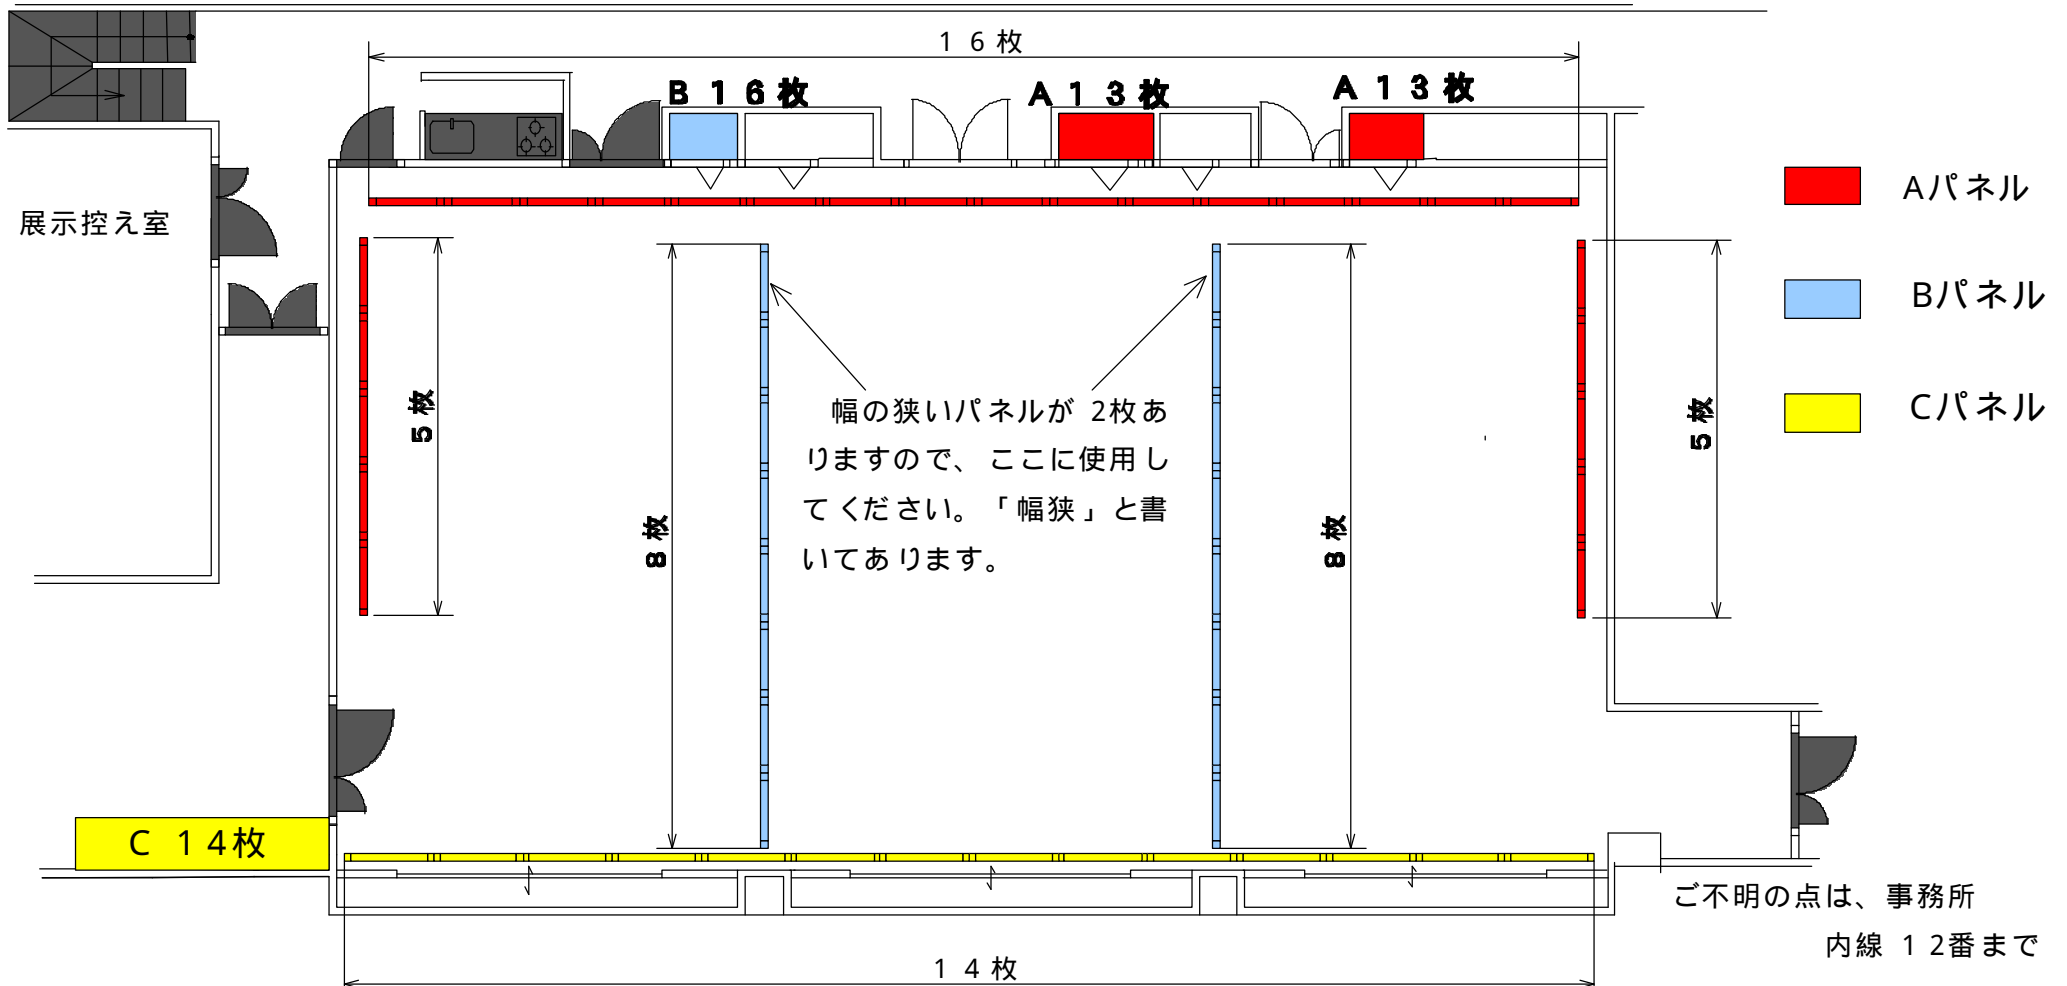 １６枚
Ｂ１６枚
Ａ１３枚
Ａ１３枚
Aパネル
展示控え室
Bパネル
Cパネル
５枚
５枚
幅の狭いパネルが 2枚あ
りますので、ここに使用し
てください。「幅狭」と書
いてあります。
８枚
８枚
C １４枚
ご不明の点は、事務所
内線 １2番まで
１４枚